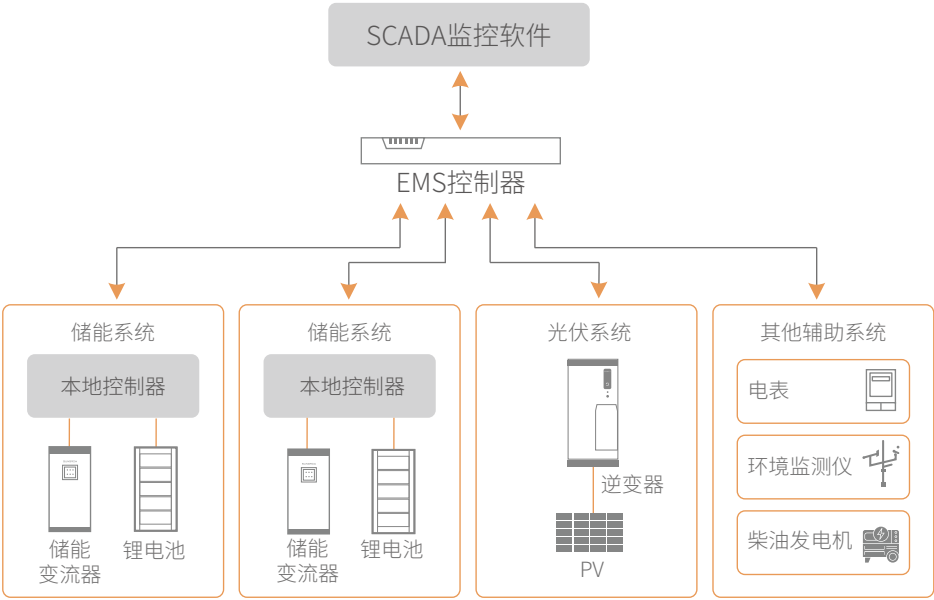 SCADA监控软件
EMS控制器
储能系统
本地控制器
储能
变流器
锂电池
储能系统
本地控制器
储能
变流器
锂电池
光伏系统
逆变器
PV
其他辅助系统
电表
环境监测仪
柴油发电机